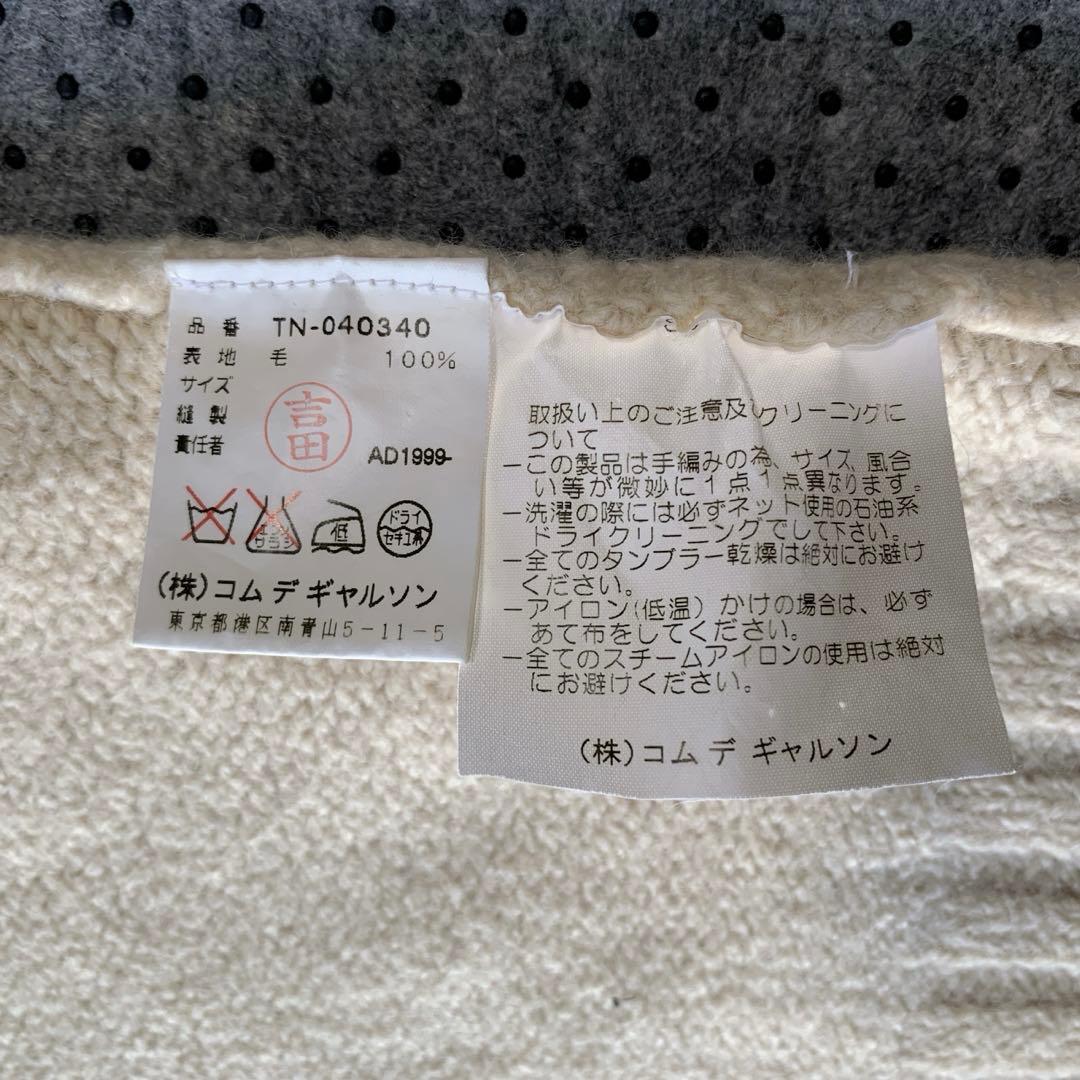 品番 TN-040340
表地 毛 100%
サイズ
縫製
責任者
吉田
AD1999
低
ドライ
セキユ系
(株)コム デ ギャルソン
東京都港区南青山5-11-5
取扱い上のご注意及びクリーニングに
ついて
ーこの製品は手編みの為、サイズ、風合
い等が微妙に1点1点異なります。
ー洗濯の際には必ずネット使用の石油系
ドライクリーニングでして下さい。
ー全てのタンブラー乾燥は絶対にお避け
ください。
ーアイロン(低温)かけの場合は、必ず
あて布をしてください。
ー全てのスチームアイロンの使用は絶対
にお避けください。
(株)コム デ ギャルソン